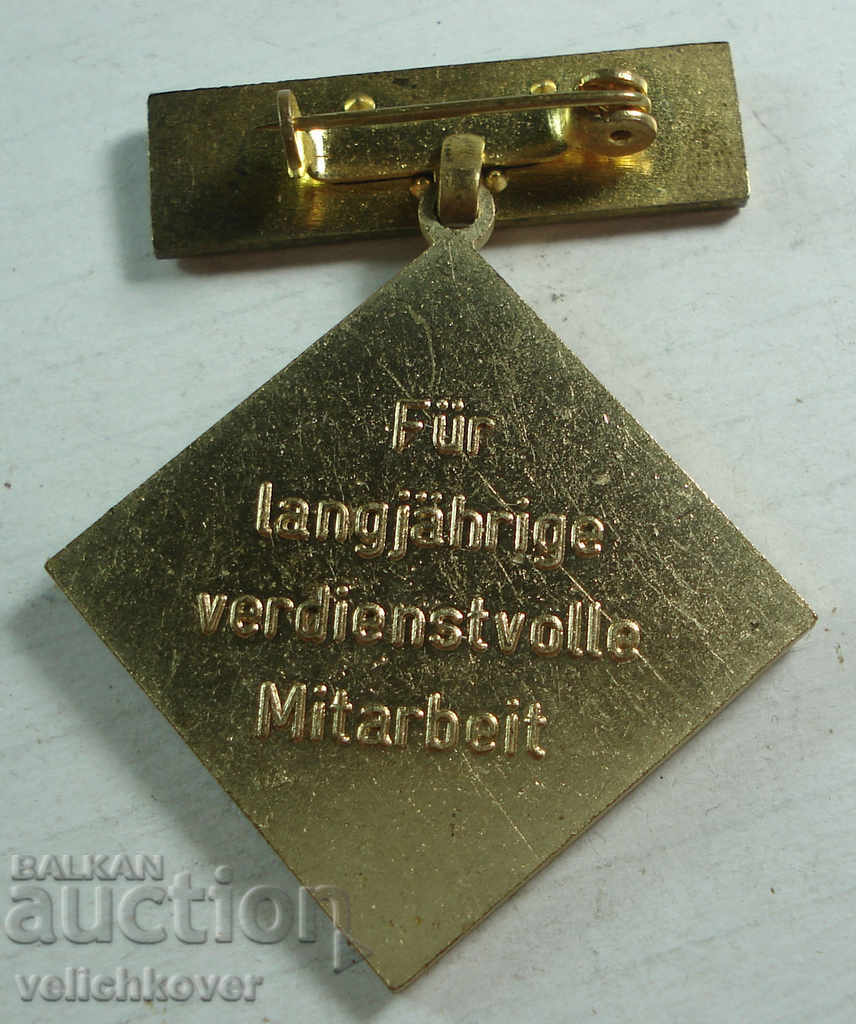 Für
langjährige
verdienstvolle
Mitarbeit
BALKAN
auction
velichkover